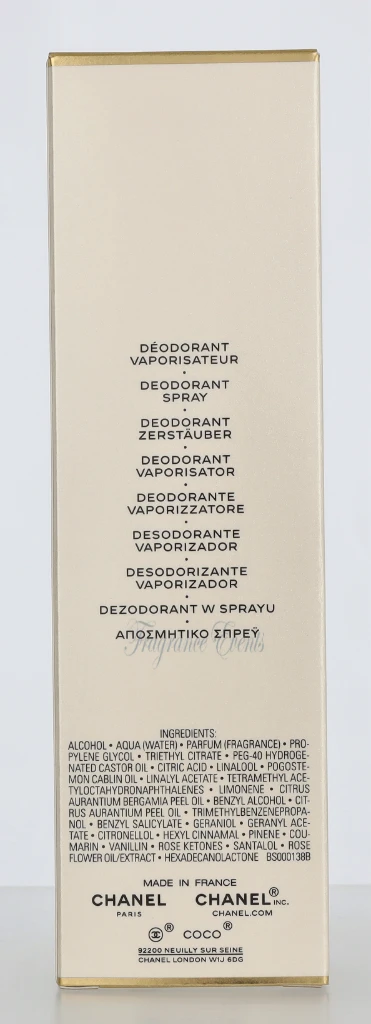 DÉODORANT
VAPORISATEUR
•
DEODORANT
SPRAY
•
DEODORANT
ZERSTÄUBER
•
DEODORANT
VAPORISATOR
•
DEODORANTE
VAPORIZZATORE
•
DESODORANTE
VAPORIZADOR
•
DESODORIZANTE
VAPORIZADOR
•
DEZODORANT W SPRAYU
•
ΑΠΟΣΜΗΤΙΚΟ ΣΠΡΕΫ
Fragrance Events
INGREDIENTS:
ALCOHOL • AQUA (WATER) • PARFUM (FRAGRANCE) • PRO-
PYLENE GLYCOL • TRIETHYL CITRATE • PEG-40 HYDROGE-
NATED CASTOR OIL • CITRIC ACID • LINALOOL • POGOSTE-
MON CABLIN OIL • LINALYL ACETATE • TETRAMETHYL ACE-
TYLOCTAHYDRONAPHTHALENES • LIMONENE • CITRUS
AURANTIUM BERGAMIA PEEL OIL • BENZYL ALCOHOL • CIT-
RUS AURANTIUM PEEL OIL • TRIMETHYLBENZENEPROPA-
NOL • BENZYL SALICYLATE • GERANIOL • GERANYL ACE-
TATE • CITRONELLOL • HEXYL CINNAMAL • PINENE • COU-
MARIN • VANILLIN • ROSE KETONES • SANTALOL • ROSE
FLOWER OIL/EXTRACT • HEXADECANOLACTONE BS000138B
MADE IN FRANCE
CHANEL CHANEL® INC.
PARIS CHANEL.COM
® COCO®
92200 NEUILLY SUR SEINE
CHANEL LONDON W1J 6DG